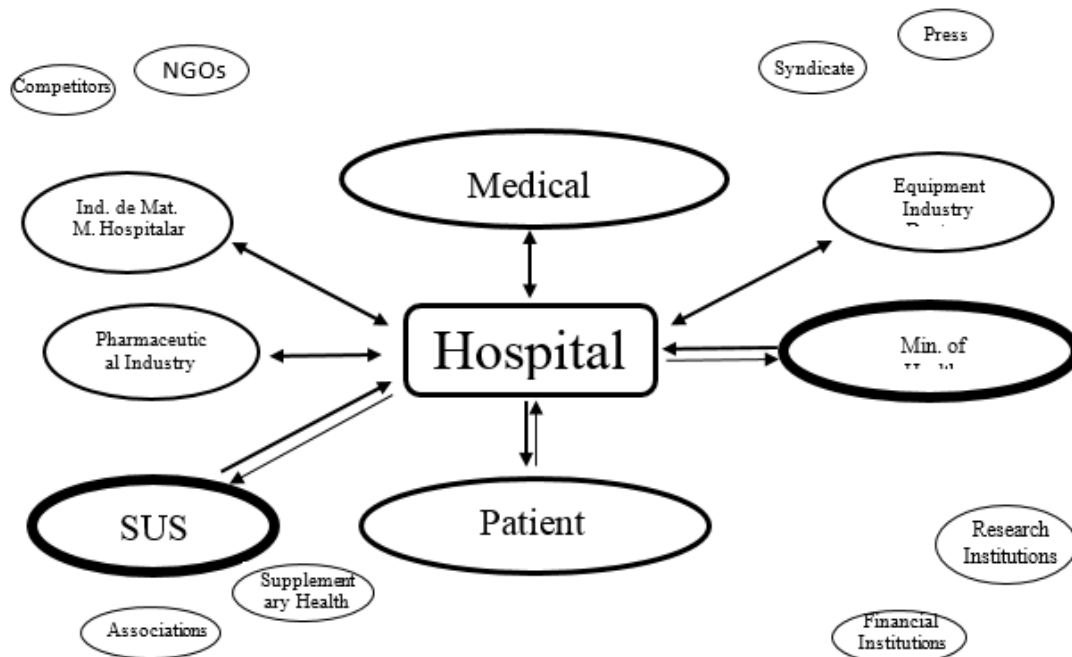 Press
NGOs
Syndicate
Competitors
Medical
Equipment
Industry
Ind. de Mat.
M. Hospitalar
Hospital
Pharmaceutic
al Industry
Min. of
SUS
Patient
Research
Institutions
Supplement
ary Health
Associations
Financial
Institutions